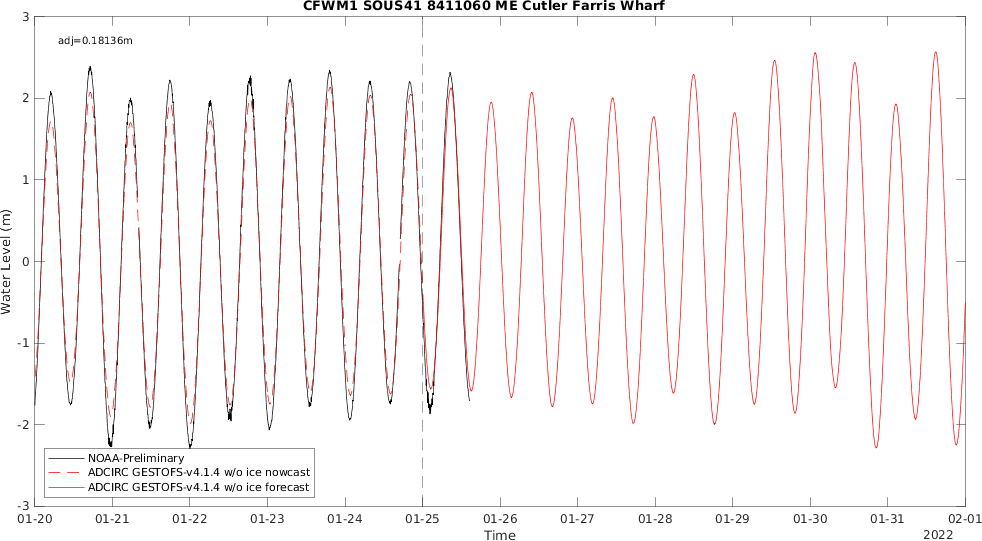 CFWM1 SOUS41 8411060 ME Cutler Farris Wharf
adj=0.18136m
3
2
1
0
-1
-2
-3
Water Level (m)
NOAA-Preliminary
ADCIRC GESTOFS-v4.1.4 w/o ice nowcast
ADCIRC GESTOFS-v4.1.4 w/o ice forecast
01-20 01-21 01-22 01-23 01-24 01-25 01-26 01-27 01-28 01-29 01-30 01-31 02-01
Time
2022